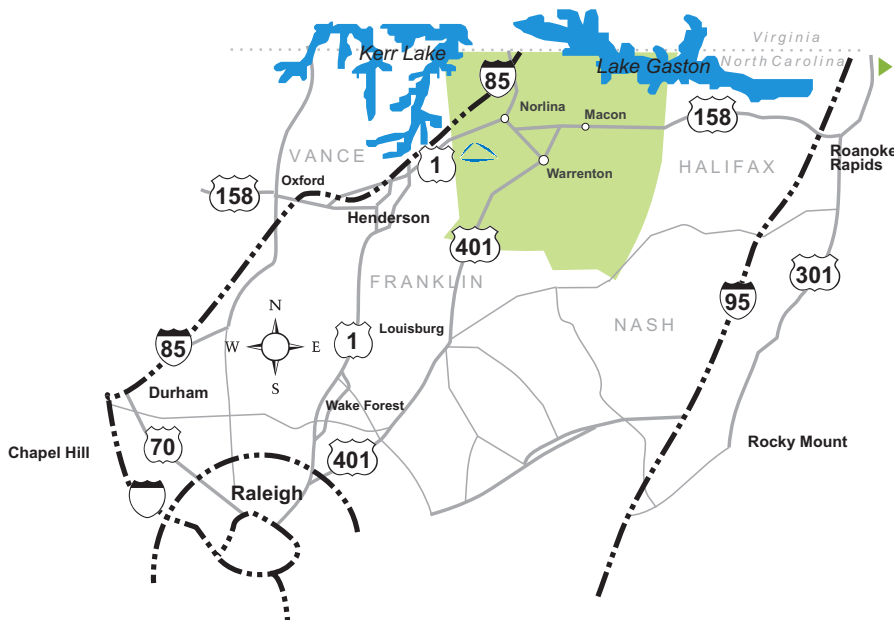 Virginia
North Carolina
Kerr Lake
Lake Gaston
85
Norlina
Macon
158
1
VANCE
HALIFAX
Roanoke
Rapids
Warrenton
Oxford
158
Henderson
401
FRANKLIN
301
95
NASH
N
W
E
S
Louisburg
1
85
Durham
Wake Forest
Chapel Hill
70
401
Rocky Mount
Raleigh